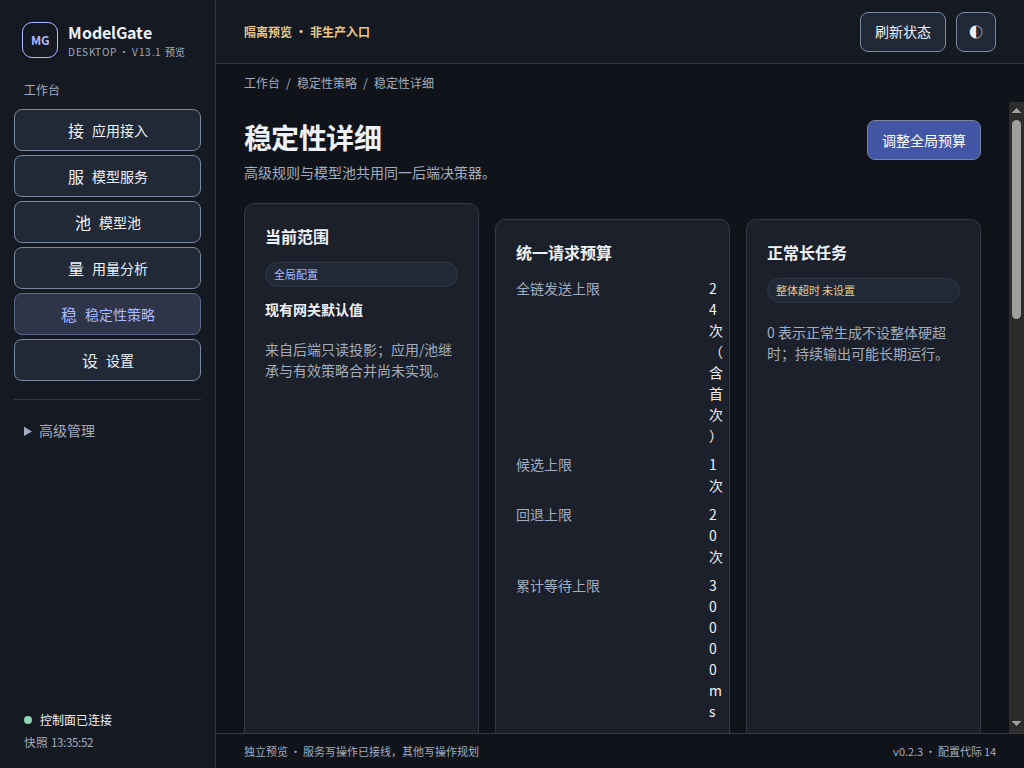 MG
ModelGate
DESKTOP · V13.1 预览
工作台
接 应用接入
服 模型服务
池 模型池
量 用量分析
稳 稳定性策略
设 设置
▶ 高级管理
控制面已连接
快照 13:35:52
隔离预览 · 非生产入口
刷新状态
工作台 / 稳定性策略 / 稳定性详细
稳定性详细
高级规则与模型池共用同一后端决策器。
调整全局预算
当前范围
全局配置
现有网关默认值
来自后端只读投影；应用/池继
承与有效策略合并尚未实现。
统一请求预算
全链发送上限
2
4
次
（
含
首
次
）
候选上限
1
次
回退上限
2
0
次
累计等待上限
3
0
0
0
0
m
s
正常长任务
整体超时 未设置
0 表示正常生成不设整体硬超
时；持续输出可能长期运行。
独立预览 · 服务写操作已接线，其他写操作规划
v0.2.3 · 配置代际 14